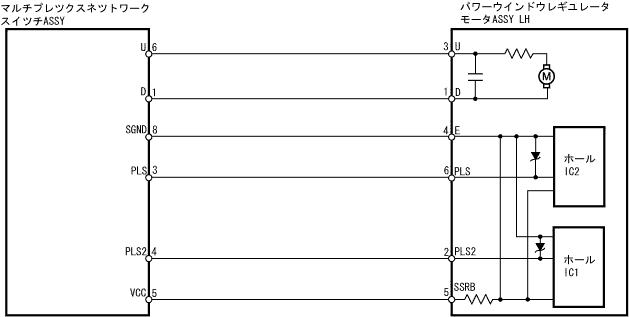 マルチプレックスネットワーク
スイッチASSY
パワーウインドウレギュレータ
モータASSY LH
U 6
3 U
M
D 1
1 D
SGND 8
4 E
ホール
IC2
PLS 3
6 PLS
PLS2 4
2 PLS2
ホール
IC1
VCC 5
5 SSRB